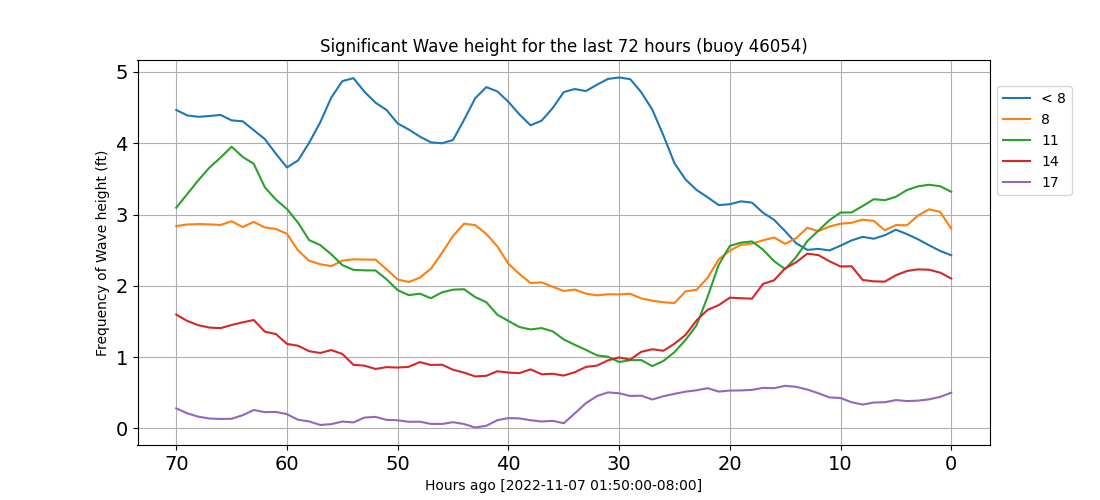 Significant Wave height for the last 72 hours (buoy 46054)
Frequency of Wave height (ft)
5
4
3
2
1
0
70 60 50 40 30 20 10 0
Hours ago [2022-11-07 01:50:00-08:00]
< 8
8
11
14
17